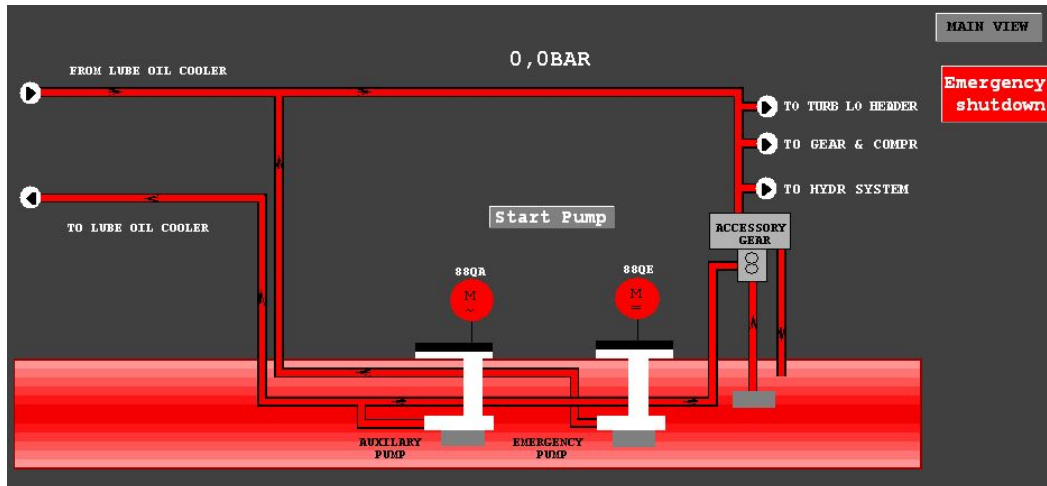 MAIN VIEW
0,0BAR
FROM LUBE OIL COOLER
Emergency
shutdown
TO TURB LO HEADER
TO GEAR & COMPR
TO HYDR SYSTEM
Start Pump
TO LUBE OIL COOLER
ACCESSORY
GEAR
8
88QA
88QE
M
~
M
=
AUXILARY
PUMP
EMERGENCY
PUMP